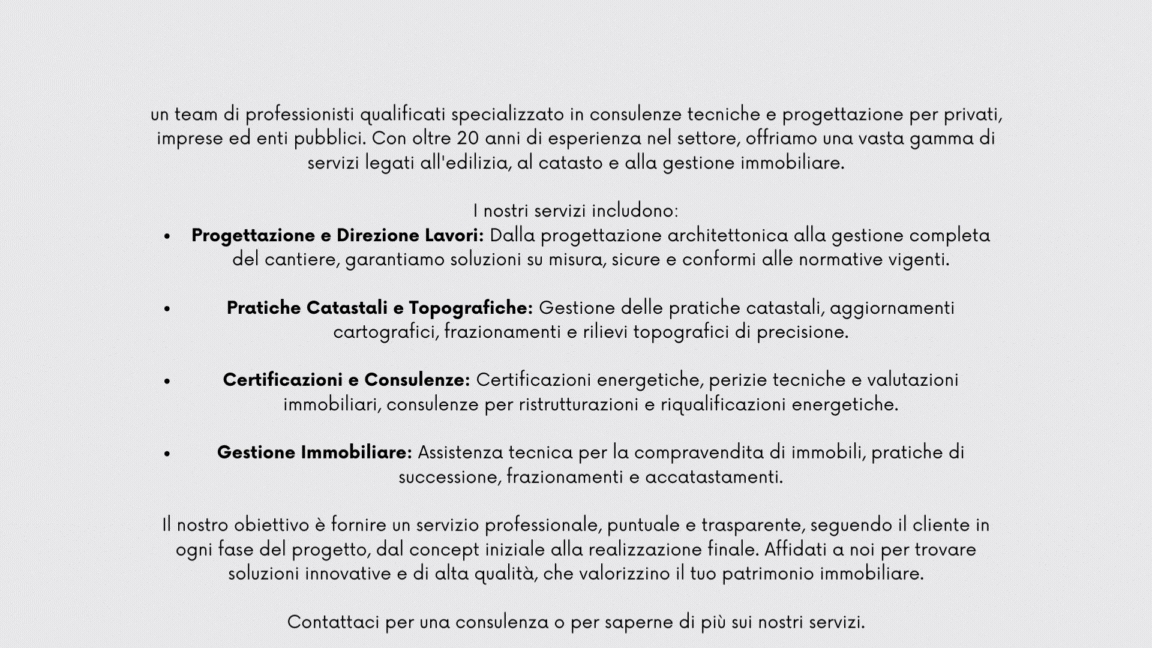 un team di professionisti qualificati specializzato in consulenze tecniche e progettazione per privati,
imprese ed enti pubblici. Con oltre 20 anni di esperienza nel settore, offriamo una vasta gamma di
servizi legati all'edilizia, al catasto e alla gestione immobiliare.
I nostri servizi includono:
• Progettazione e Direzione Lavori: Dalla progettazione architettonica alla gestione completa
del cantiere, garantiamo soluzioni su misura, sicure e conformi alle normative vigenti.
• Pratiche Catastali e Topografiche: Gestione delle pratiche catastali, aggiornamenti
cartografici, frazionamenti e rilievi topografici di precisione.
• Certificazioni e Consulenze: Certificazioni energetiche, perizie tecniche e valutazioni
immobiliari, consulenze per ristrutturazioni e riqualificazioni energetiche.
• Gestione Immobiliare: Assistenza tecnica per la compravendita di immobili, pratiche di
successione, frazionamenti e accatastamenti.
Il nostro obiettivo è fornire un servizio professionale, puntuale e trasparente, seguendo il cliente in
ogni fase del progetto, dal concept iniziale alla realizzazione finale. Affidati a noi per trovare
soluzioni innovative e di alta qualità, che valorizzino il tuo patrimonio immobiliare.
Contattaci per una consulenza o per saperne di più sui nostri servizi.